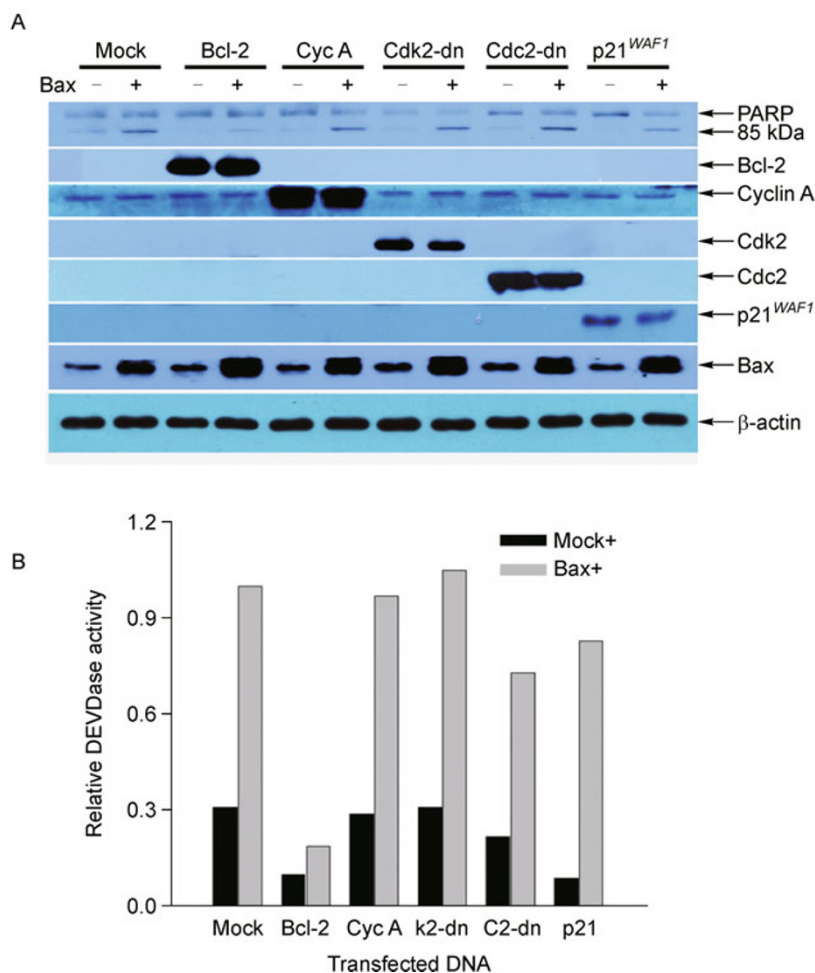 A
Mock Bcl-2 Cyc A Cdk2-dn Cdc2-dn p21WAF1
Bax − + − + − + − + − + − +
PARP
85 kDa
Bcl-2
Cyclin A
Cdk2
Cdc2
p21WAF1
Bax
β-actin
B
Relative DEVDase activity
1.2
0.9
0.6
0.3
0.0
Mock+
Bax+
Mock Bcl-2 Cyc A k2-dn C2-dn p21
Transfected DNA